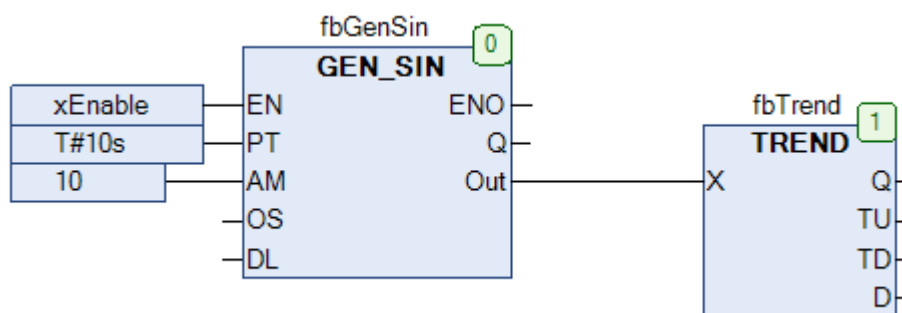 fbGenSin
0
GEN_SIN
xEnable EN ENO
T#10s PT Q
10 AM Out
OS
DL
fbTrend
1
TREND
X Q
TU
TD
D